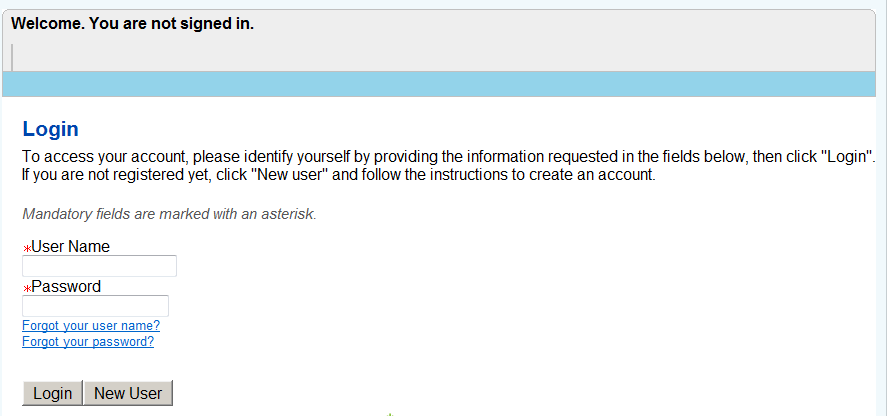 Welcome. You are not signed in.
Login
To access your account, please identify yourself by providing the information requested in the fields below, then click "Login".
If you are not registered yet, click "New user" and follow the instructions to create an account.
Mandatory fields are marked with an asterisk.
*User Name
*Password
Forgot your user name?
Forgot your password?
Login New User